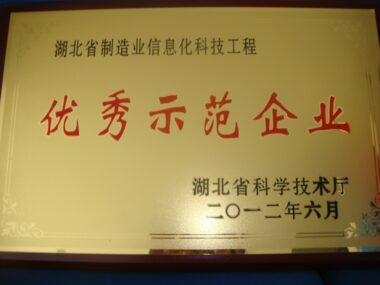 湖北省制造业信息化科技工程
优秀示范企业
湖北省科学技术厅
二〇一二年六月